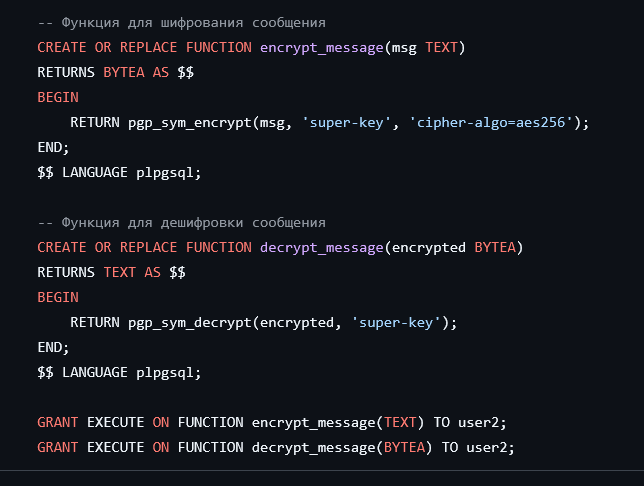 -- Функция для шифрования сообщения
CREATE OR REPLACE FUNCTION encrypt_message(msg TEXT)
RETURNS BYTEA AS $$
BEGIN
    RETURN pgp_sym_encrypt(msg, 'super-key', 'cipher-algo=aes256');
END;
$$ LANGUAGE plpgsql;

-- Функция для дешифровки сообщения
CREATE OR REPLACE FUNCTION decrypt_message(encrypted BYTEA)
RETURNS TEXT AS $$
BEGIN
    RETURN pgp_sym_decrypt(encrypted, 'super-key');
END;
$$ LANGUAGE plpgsql;

GRANT EXECUTE ON FUNCTION encrypt_message(TEXT) TO user2;
GRANT EXECUTE ON FUNCTION decrypt_message(BYTEA) TO user2;